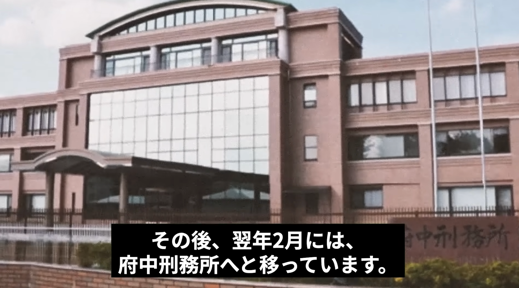 その後、翌年2月には、
府中刑務所へと移っています。
府中刑務所